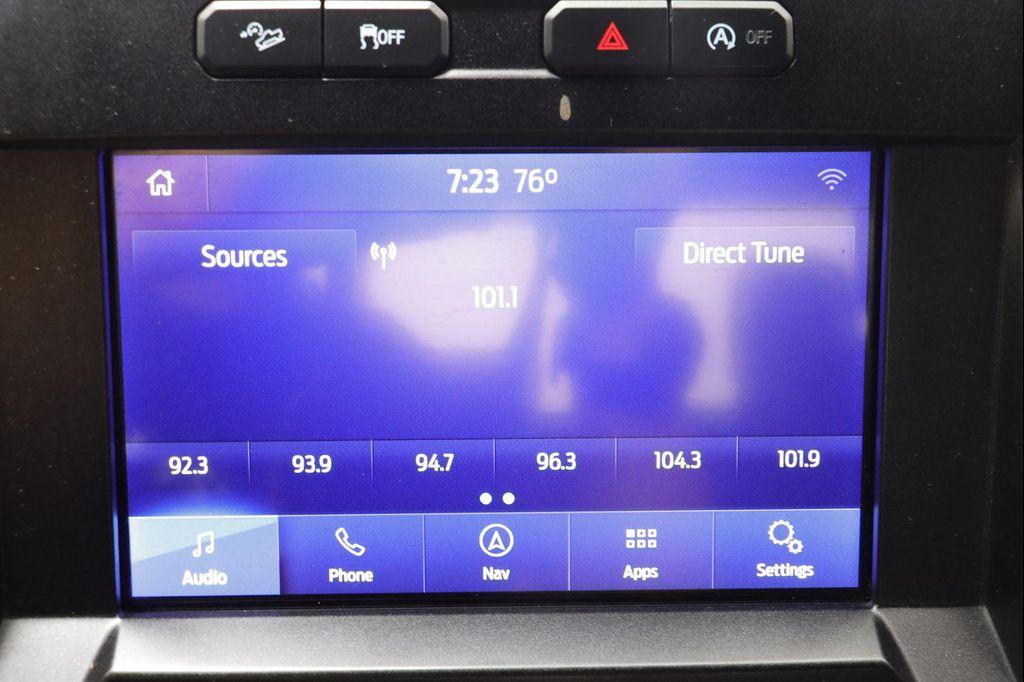 OFF
A OFF
7:23 76°
Sources
Direct Tune
101.1
92.3 93.9 94.7 96.3 104.3 101.9
Audio Phone Nav Apps Settings